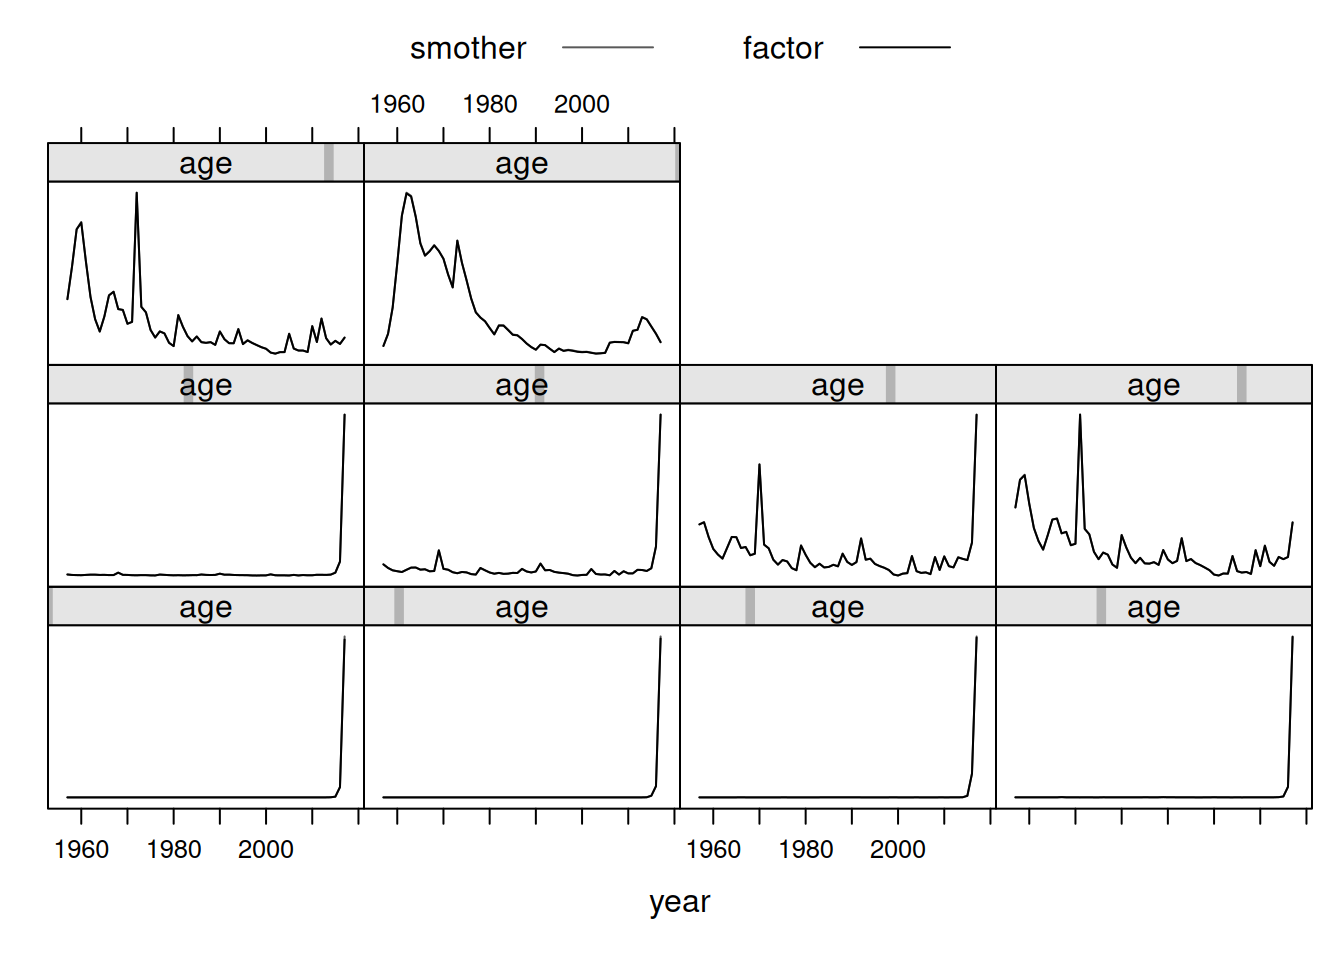 smother factor
1960 1980 2000
age age
age age age age
age age age age
1960 1980 2000 1960 1980 2000
year